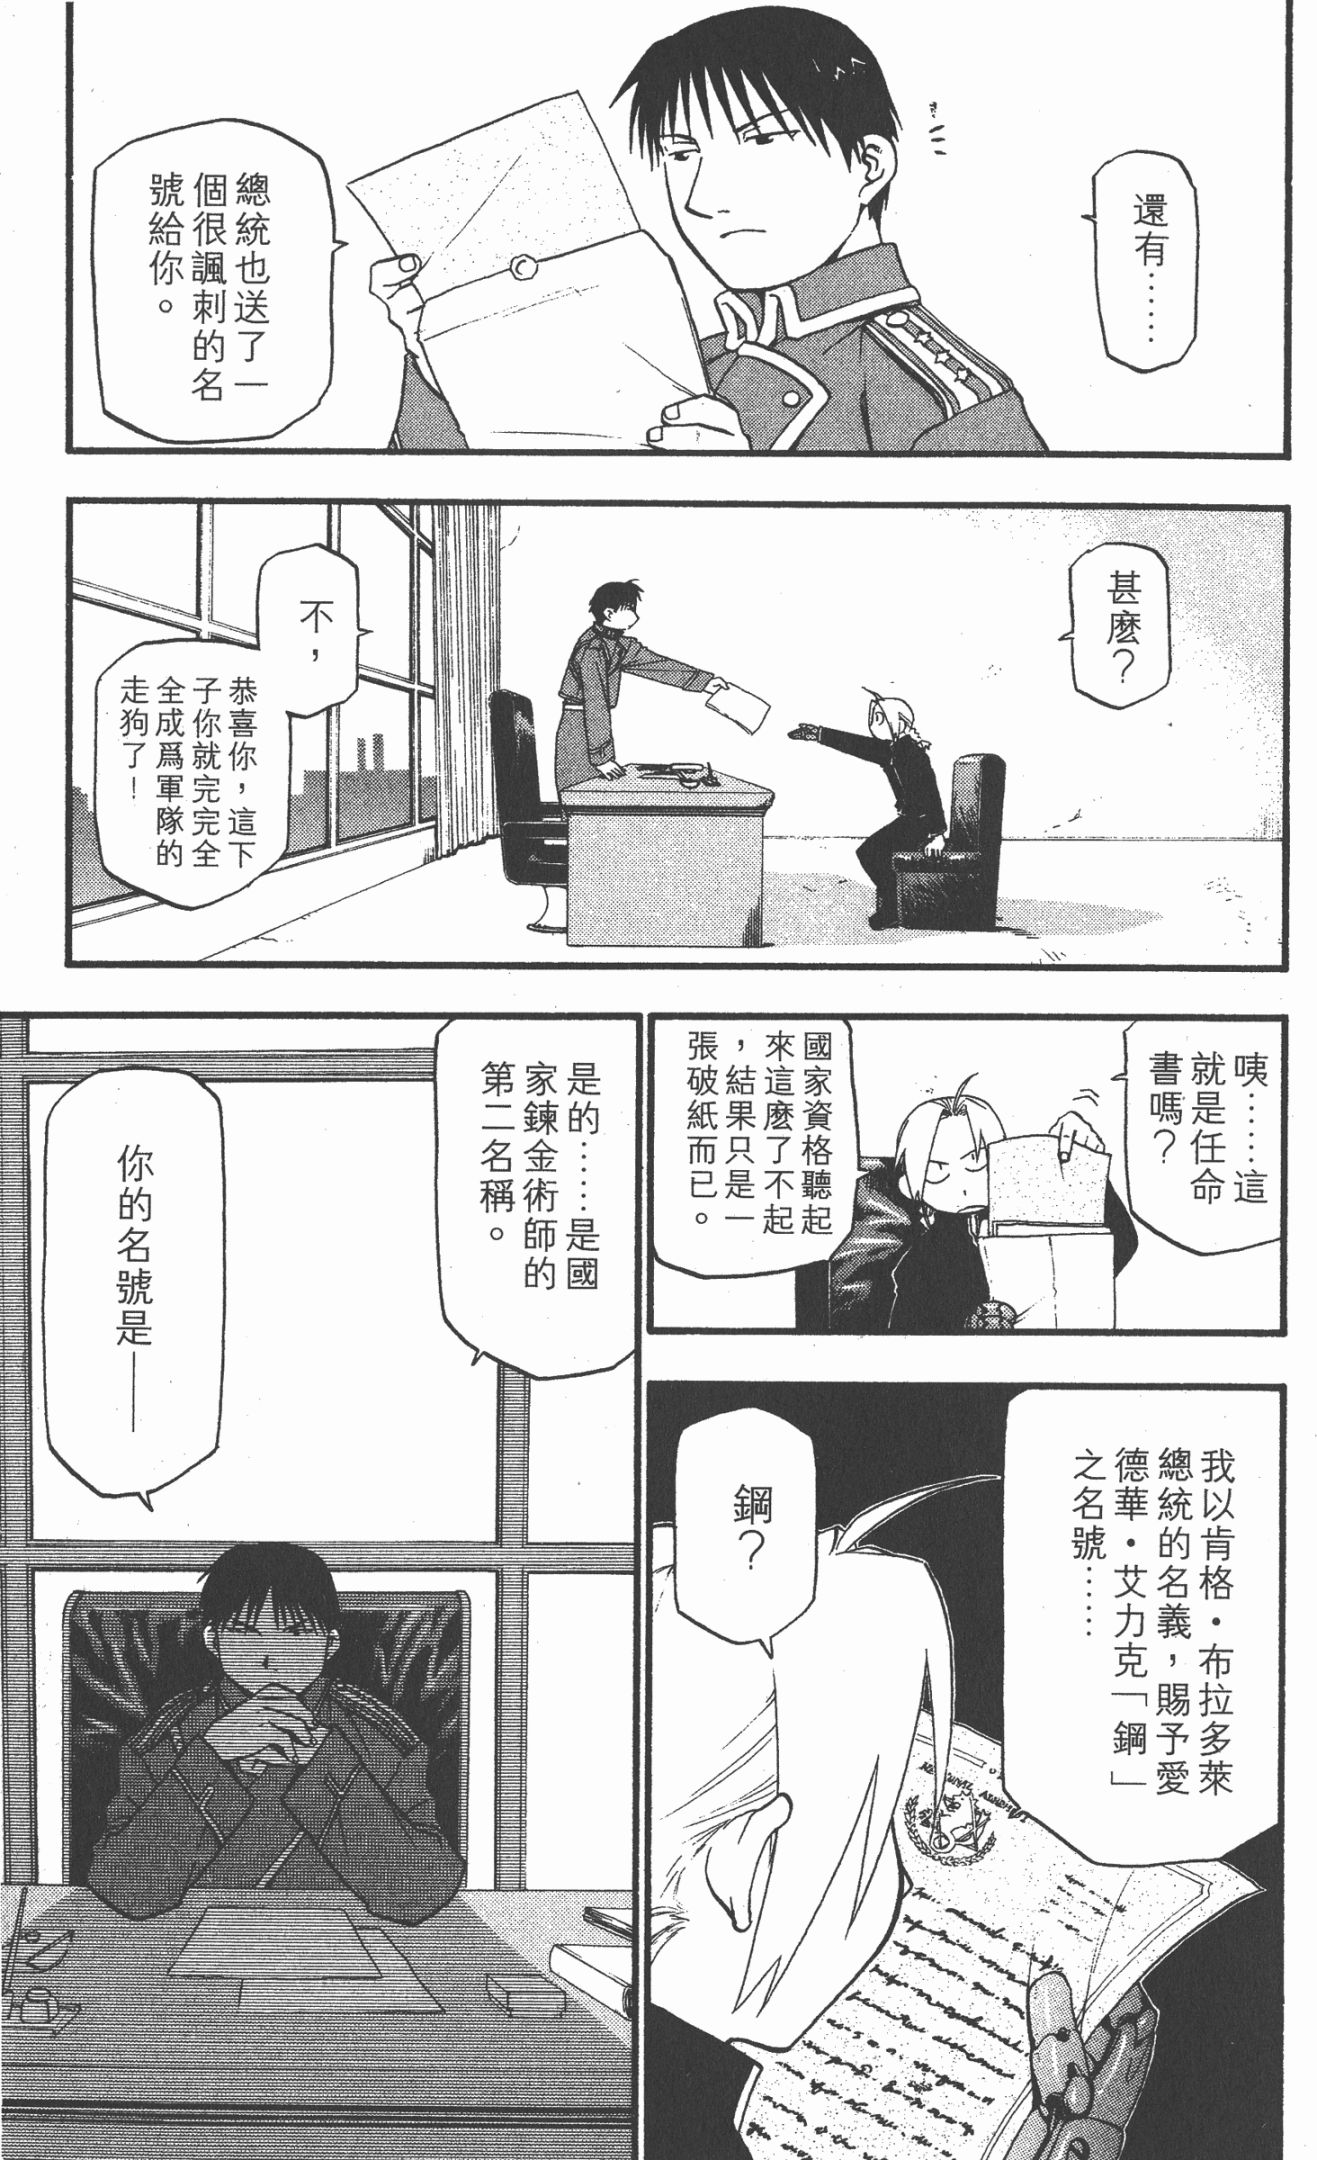 還有……
總統也送了一
個很諷刺的名
號給你。
甚麼？
不，
恭喜你，這下
子你就完完全
全成爲軍隊的
走狗了！
咦……這
就是任命
書嗎？
國家資格聽起
來這麼了不起
，結果只是一
張破紙而已。
我以肯格・布拉多萊
總統的名義，賜予愛
德華・艾力克「鋼」
之名號……
鋼？
是的……是國
家鍊金術師的
第二名稱。
你的名號是——